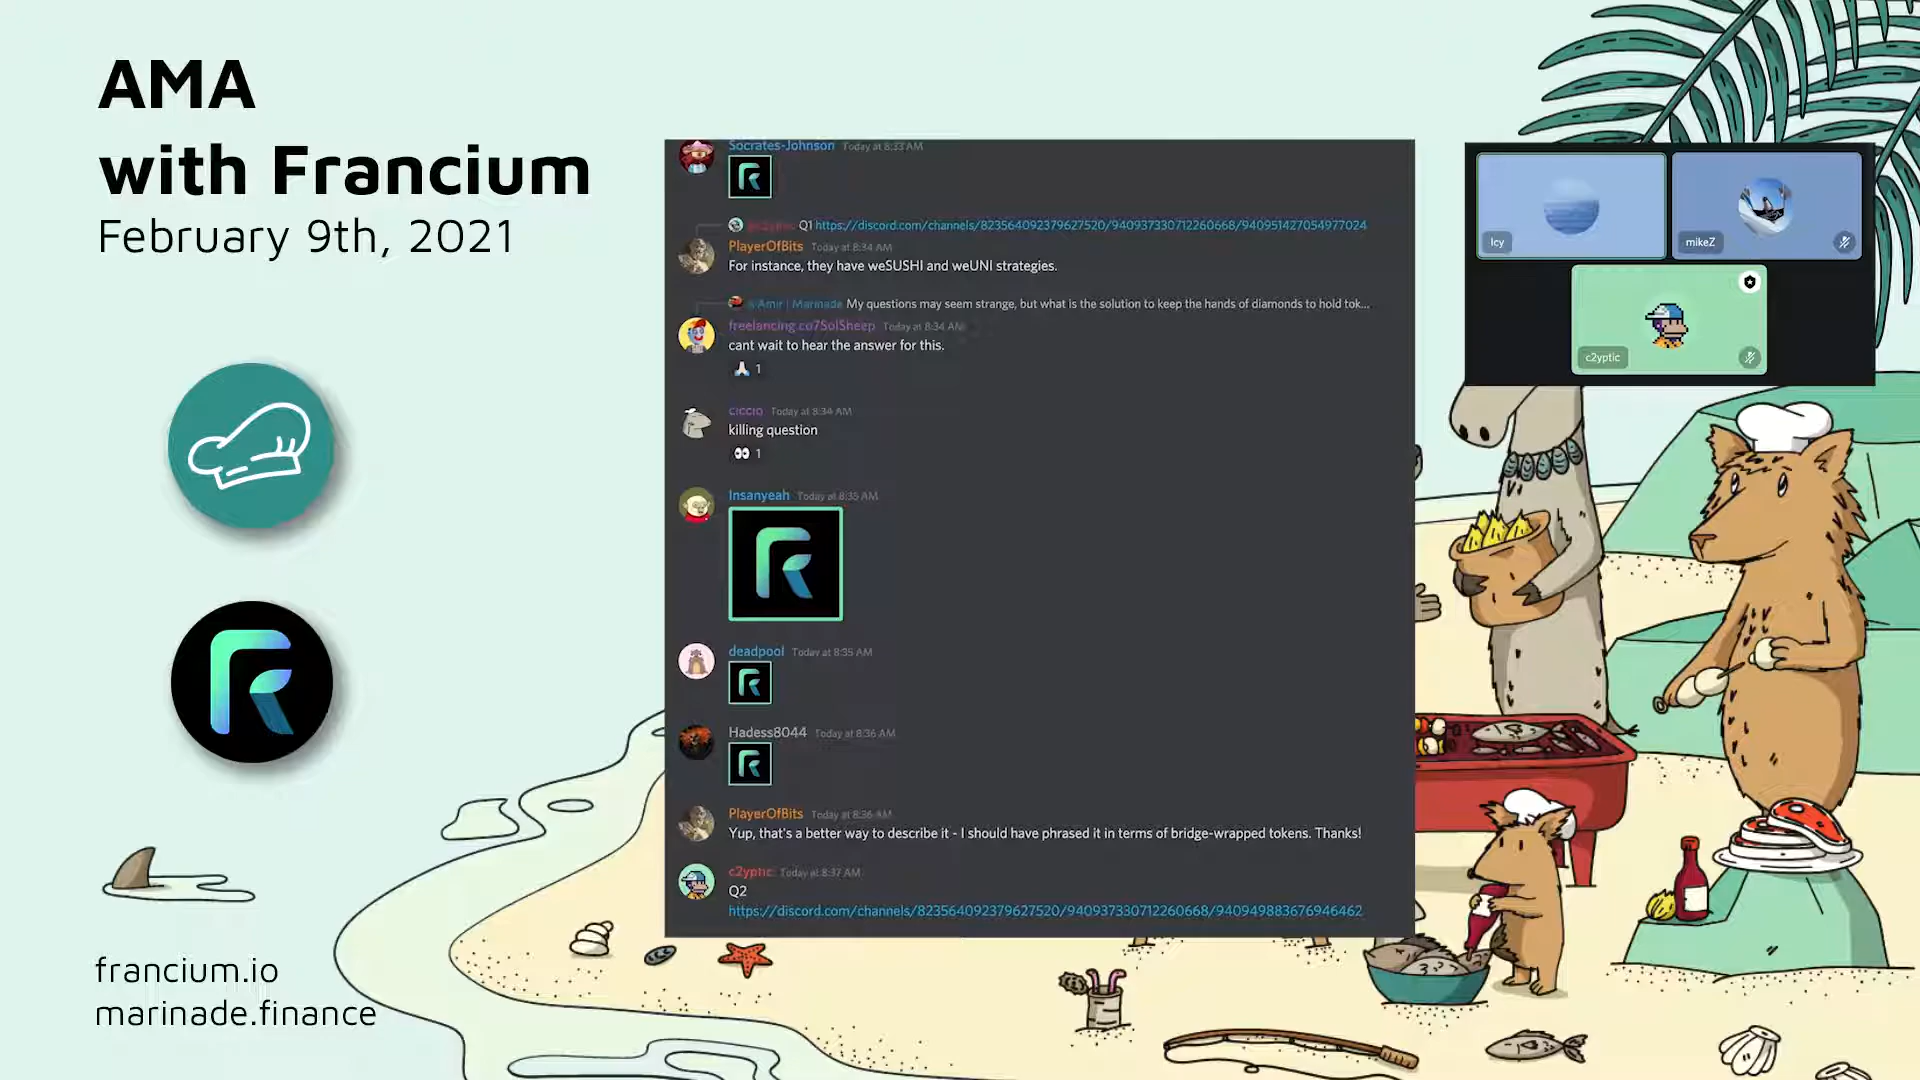 AMA
with Francium
February 9th, 2021
francium.io
marinade.finance
Socrates-Johnson Today at 8:33 AM
c2yptic Q1 https://discord.com/channels/823564092379627520/940937330712260668/940951427054977024
PlayerOfBits Today at 8:34 AM
For instance, they have weSUSHI and weUNI strategies.
Amir | Marinade My questions may seem strange, but what is the solution to keep the hands of diamonds to hold tok...
freelancing.co7SolSheep Today at 8:34 AM
cant wait to hear the answer for this.
1
ciccio Today at 8:34 AM
killing question
1
Insanyeah Today at 8:35 AM
deadpool Today at 8:35 AM
Hadess8044 Today at 8:36 AM
PlayerOfBits Today at 8:36 AM
Yup, that's a better way to describe it - I should have phrased it in terms of bridge-wrapped tokens. Thanks!
c2yptic Today at 8:37 AM
Q2
https://discord.com/channels/823564092379627520/940937330712260668/940949883676946462
Icy
mikeZ
c2yptic